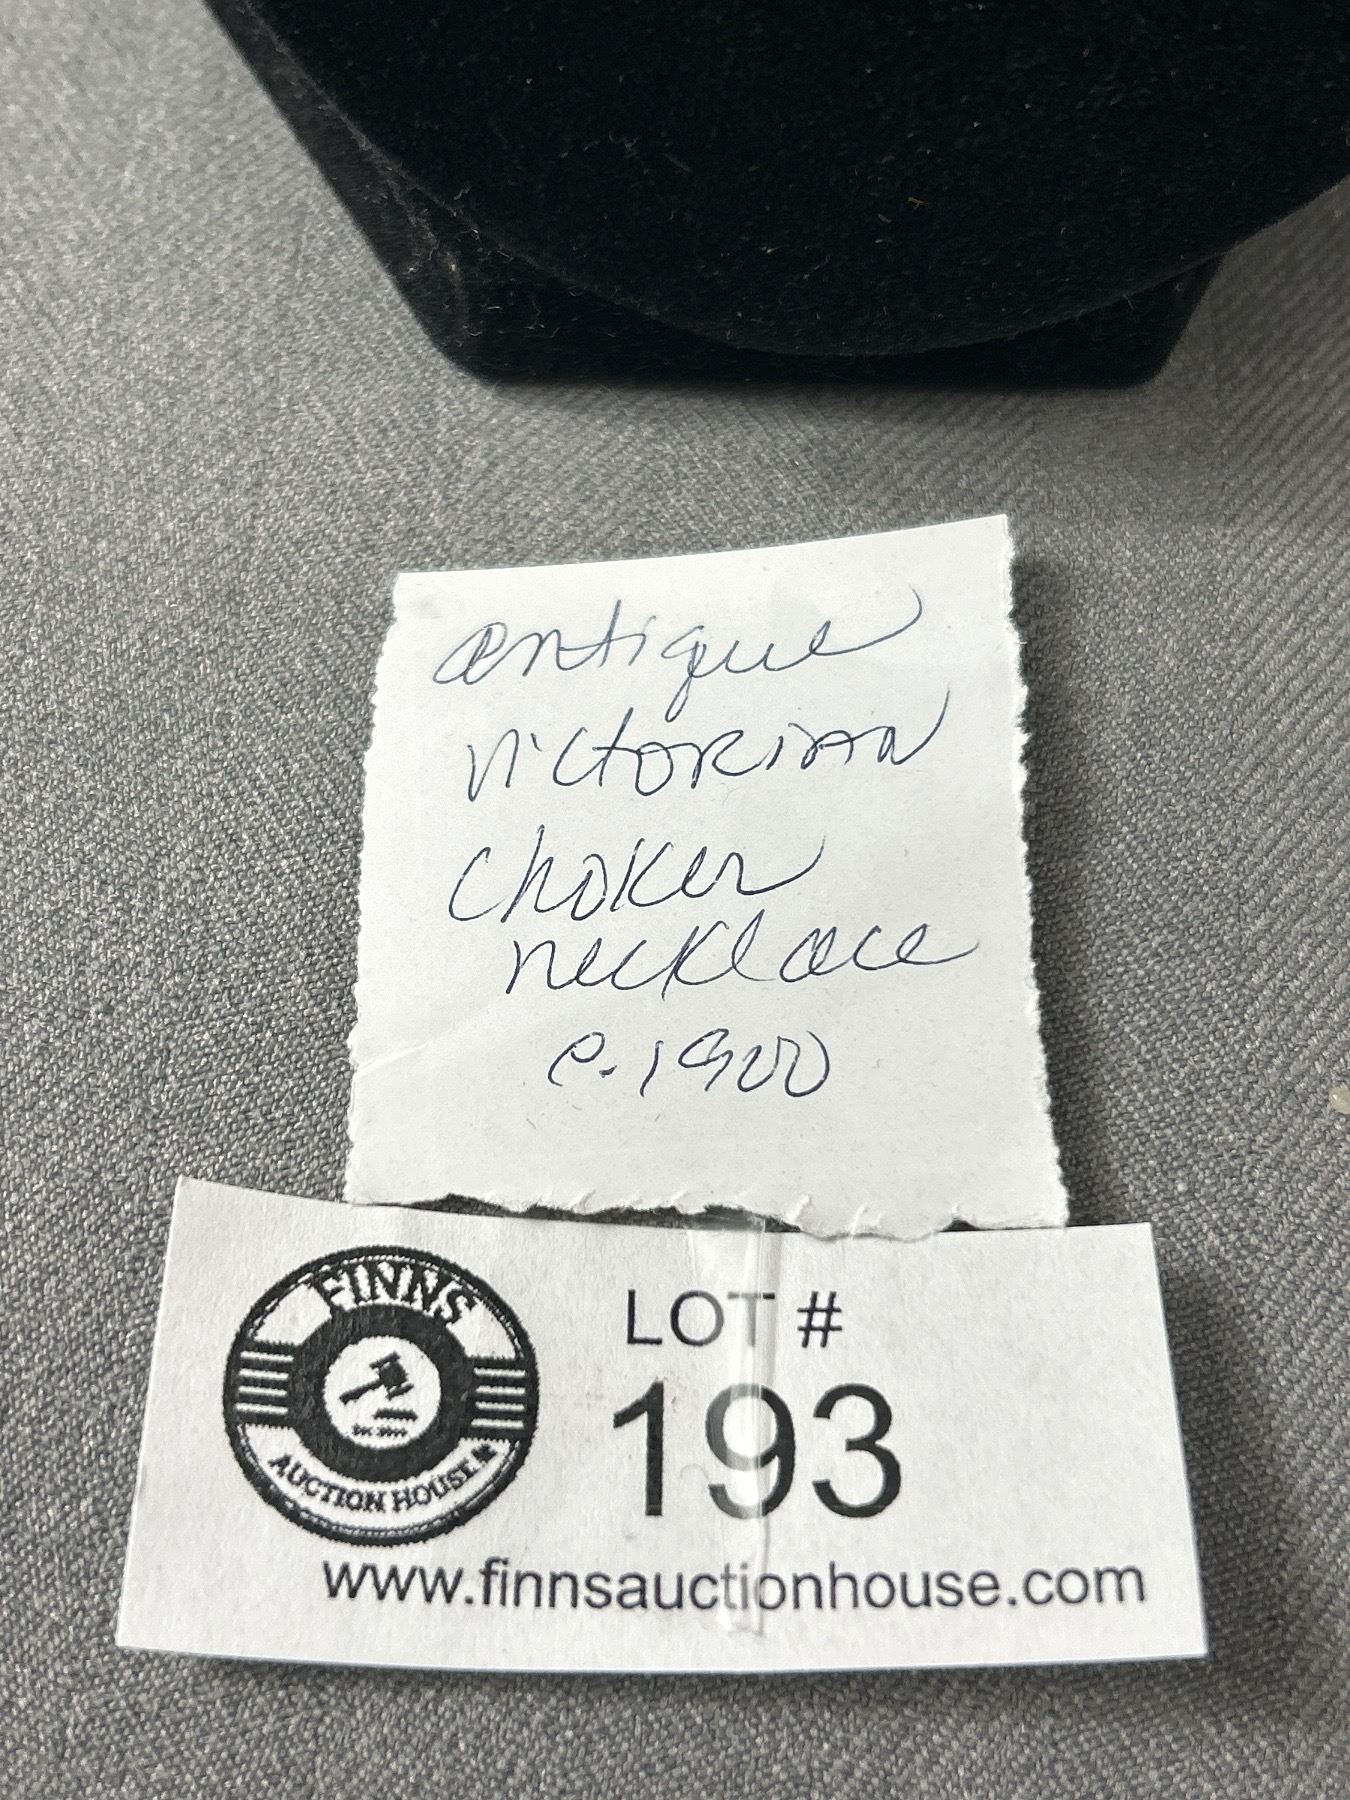 antique
victorian
choker
necklace
c.1900
FINNS
AUCTION HOUSE
LOT #
193
www.finnsauctionhouse.com